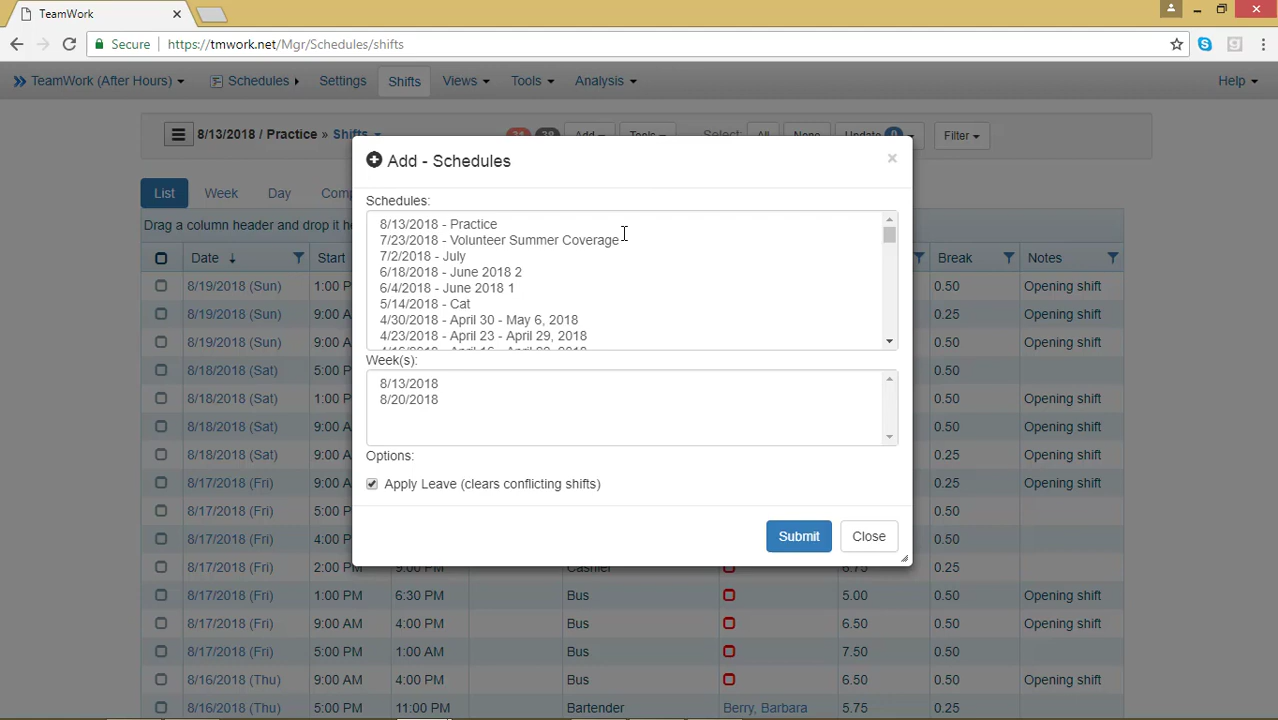 TeamWork
Secure https://tmwork.net/Mgr/Schedules/shifts
TeamWork (After Hours) Schedules Settings Shifts Views Tools Analysis Help
8/13/2018 / Practice » Shifts Add Tools Select: All None Update 0 Filter
Add - Schedules
List Week Day
Schedules:
Drag a column header and drop it
8/13/2018 - Practice
7/23/2018 - Volunteer Summer Coverage
Date Start Break Notes
7/2/2018 - July
6/18/2018 - June 2018 2
8/19/2018 (Sun) 1:00 0.50 Opening shift
6/4/2018 - June 2018 1
5/14/2018 - Cat
8/19/2018 (Sun) 9:00 0.25 Opening shift
4/30/2018 - April 30 - May 6, 2018
4/23/2018 - April 23 - April 29, 2018
8/18/2018 (Sat) 5:00 0.50
Week(s):
8/13/2018
8/20/2018
8/18/2018 (Sat) 1:00 0.50 Opening shift
8/18/2018 (Sat) 9:00 0.50 Opening shift
8/18/2018 (Sat) 9:00 0.25 Opening shift
Options:
Apply Leave (clears conflicting shifts)
8/17/2018 (Fri) 9:00 0.50 Opening shift
8/17/2018 (Fri) 5:00 0.50
8/17/2018 (Fri) 4:00 0.50
Submit Close
8/17/2018 (Fri) 2:00 PM 9:00 PM Cashier 6.75 0.25
8/17/2018 (Fri) 1:00 PM 6:30 PM Bus 5.00 0.50 Opening shift
8/17/2018 (Fri) 9:00 AM 4:00 PM Bus 6.50 0.50 Opening shift
8/17/2018 (Fri) 5:00 PM 1:00 AM Bus 7.50 0.50
8/16/2018 (Thu) 9:00 AM 4:00 PM Bus 6.50 0.50 Opening shift
8/16/2018 (Thu) 5:00 PM 11:00 PM Bartender Berry, Barbara 5.75 0.25 Opening shift